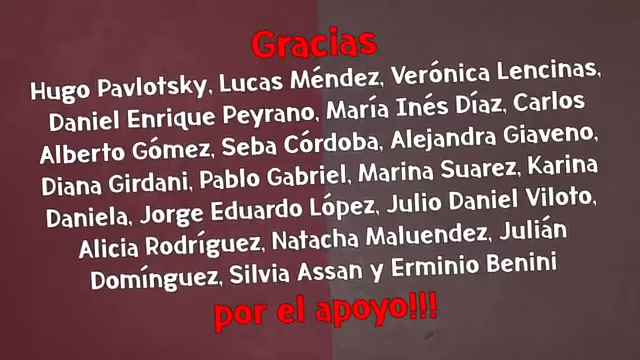 Gracias
Hugo Pavlotsky, Lucas Méndez, Verónica Lencinas,
Daniel Enrique Peyrano, María Inés Díaz, Carlos
Alberto Gómez, Seba Córdoba, Alejandra Giaveno,
Diana Girdani, Pablo Gabriel, Marina Suarez, Karina
Daniela, Jorge Eduardo López, Julio Daniel Viloto,
Alicia Rodríguez, Natacha Maluendez, Julián
Domínguez, Silvia Assan y Erminio Benini
por el apoyo!!!